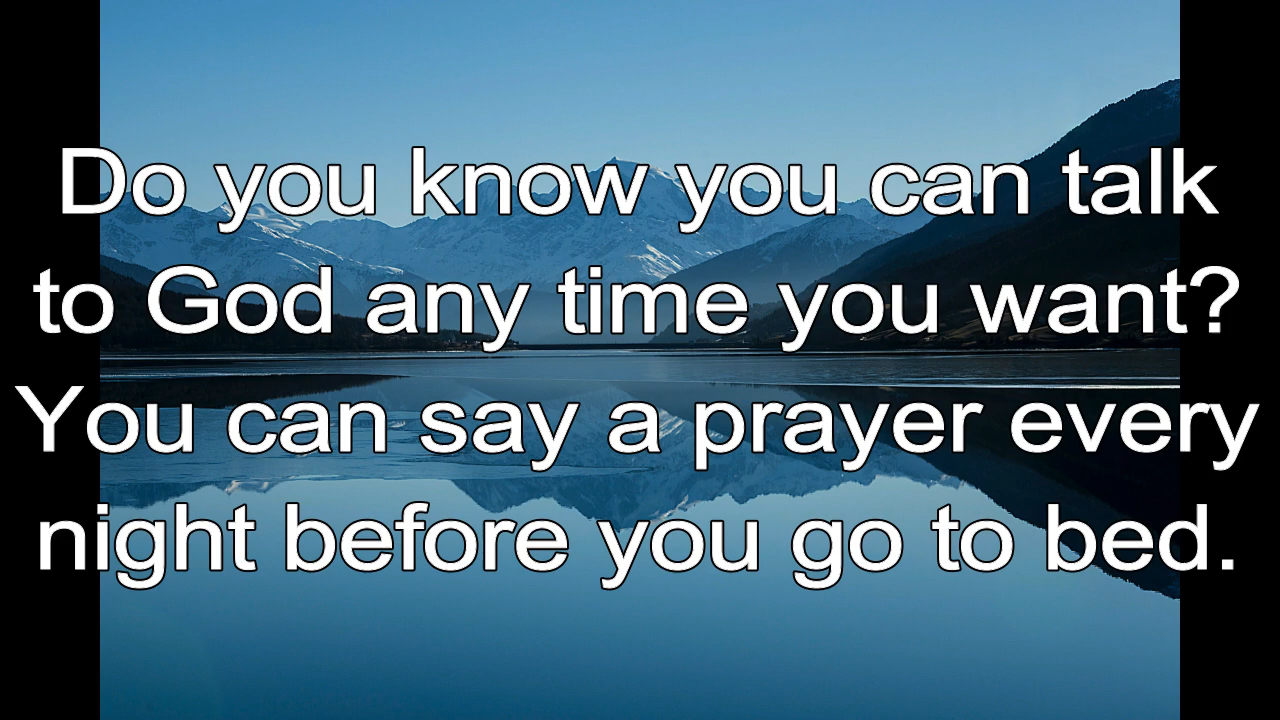 Do you know you can talk
to God any time you want?
You can say a prayer every
night before you go to bed.